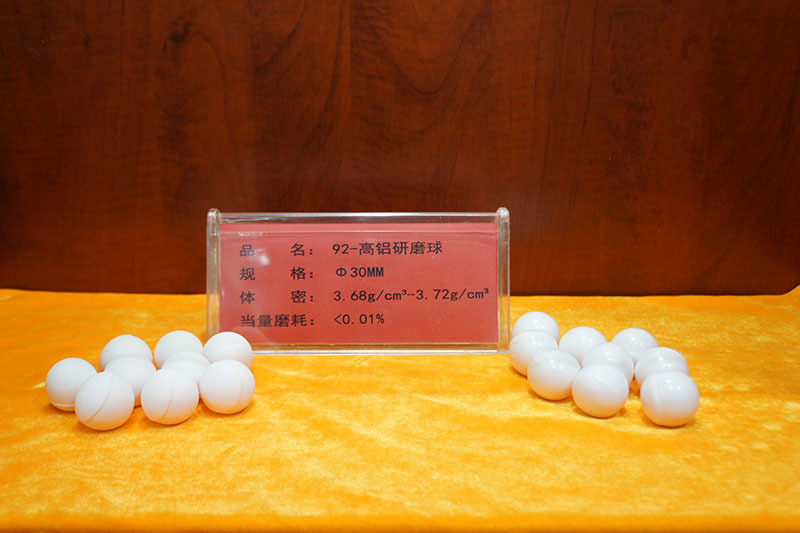 品 名：92-高铝研磨球
规 格：Φ30MM
体 密：3.68g/cm³-3.72g/cm³
当量磨耗：<0.01%